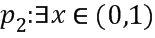 p₂:∃x ∈ (0,1)